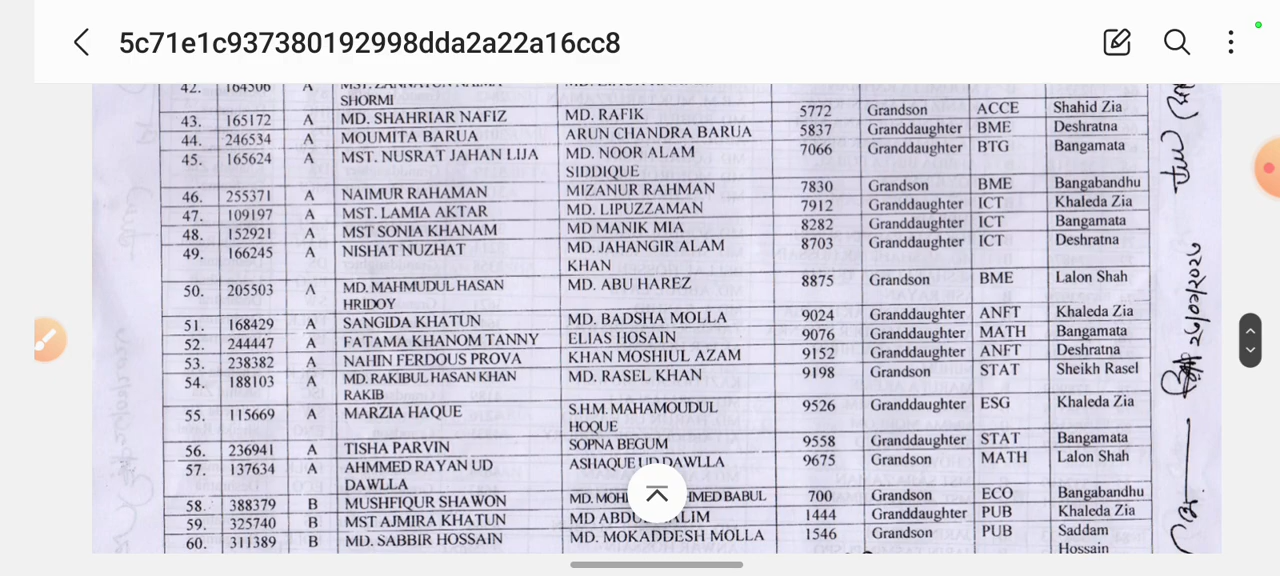 5c71e1c937380192998dda2a22a16cc8
42. 164506 A MST. ZANNATUN NAIMA
SHORMI
43. 165172 A MD. SHAHRIAR NAFIZ MD. RAFIK 5772 Grandson ACCE Shahid Zia
44. 246534 A MOUMITA BARUA ARUN CHANDRA BARUA 5837 Granddaughter BME Deshratna
45. 165624 A MST. NUSRAT JAHAN LIJA MD. NOOR ALAM 7066 Granddaughter BTG Bangamata
SIDDIQUE
46. 255371 A NAIMUR RAHAMAN MIZANUR RAHMAN 7830 Grandson BME Bangabandhu
47. 109197 A MST. LAMIA AKTAR MD. LIPUZZAMAN 7912 Granddaughter ICT Khaleda Zia
48. 152921 A MST SONIA KHANAM MD MANIK MIA 8282 Granddaughter ICT Bangamata
49. 166245 A NISHAT NUZHAT MD. JAHANGIR ALAM 8703 Granddaughter ICT Deshratna
KHAN
50. 205503 A MD. MAHMUDUL HASAN MD. ABU HAREZ 8875 Grandson BME Lalon Shah
HRIDOY
51. 168429 A SANGIDA KHATUN MD. BADSHA MOLLA 9024 Granddaughter ANFT Khaleda Zia
52. 244447 A FATAMA KHANOM TANNY ELIAS HOSAIN 9076 Granddaughter MATH Bangamata
53. 238382 A NAHIN FERDOUS PROVA KHAN MOSHIUL AZAM 9152 Granddaughter ANFT Deshratna
54. 188103 A MD. RAKIBUL HASAN KHAN MD. RASEL KHAN 9198 Grandson STAT Sheikh Rasel
RAKIB
55. 115669 A MARZIA HAQUE S.H.M. MAHAMOUDUL 9526 Granddaughter ESG Khaleda Zia
HOQUE
56. 236941 A TISHA PARVIN SOPNA BEGUM 9558 Granddaughter STAT Bangamata
57. 137634 A AHMMED RAYAN UD ASHAQUE UD DAWLLA 9675 Grandson MATH Lalon Shah
DAWLLA
58. 388379 B MUSHFIQUR SHAWON MD. BABUL 700 Grandson ECO Bangabandhu
59. 325740 B MST AJMIRA KHATUN MD 1444 Granddaughter PUB Khaleda Zia
60. 311389 B MD. SABBIR HOSSAIN MD. MOKADDESH MOLLA 1546 Grandson PUB Saddam
Hossain